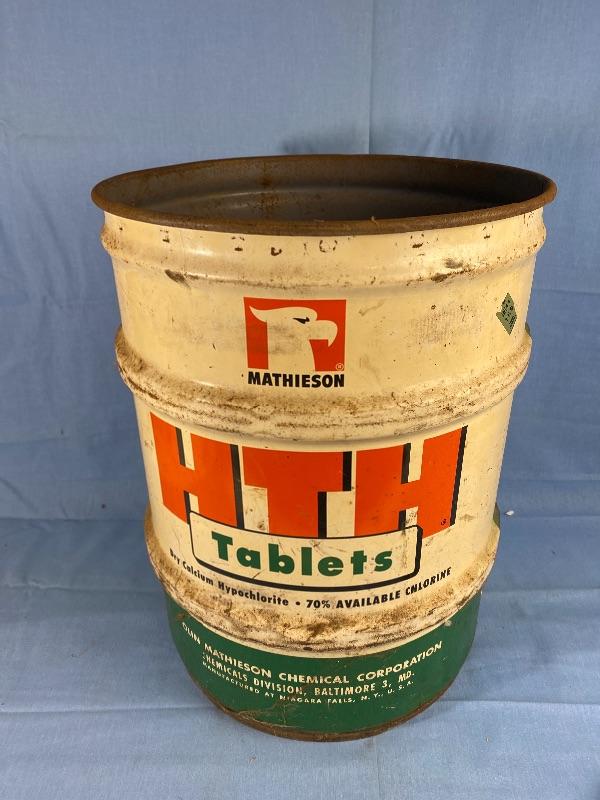 MATHIESON
®
HTH
®
Tablets
Dry Calcium Hypochlorite • 70% AVAILABLE CHLORINE
OLIN MATHIESON CHEMICAL CORPORATION
CHEMICALS DIVISION, BALTIMORE 3, MD.
MANUFACTURED AT NIAGARA FALLS, N. Y., U. S. A.